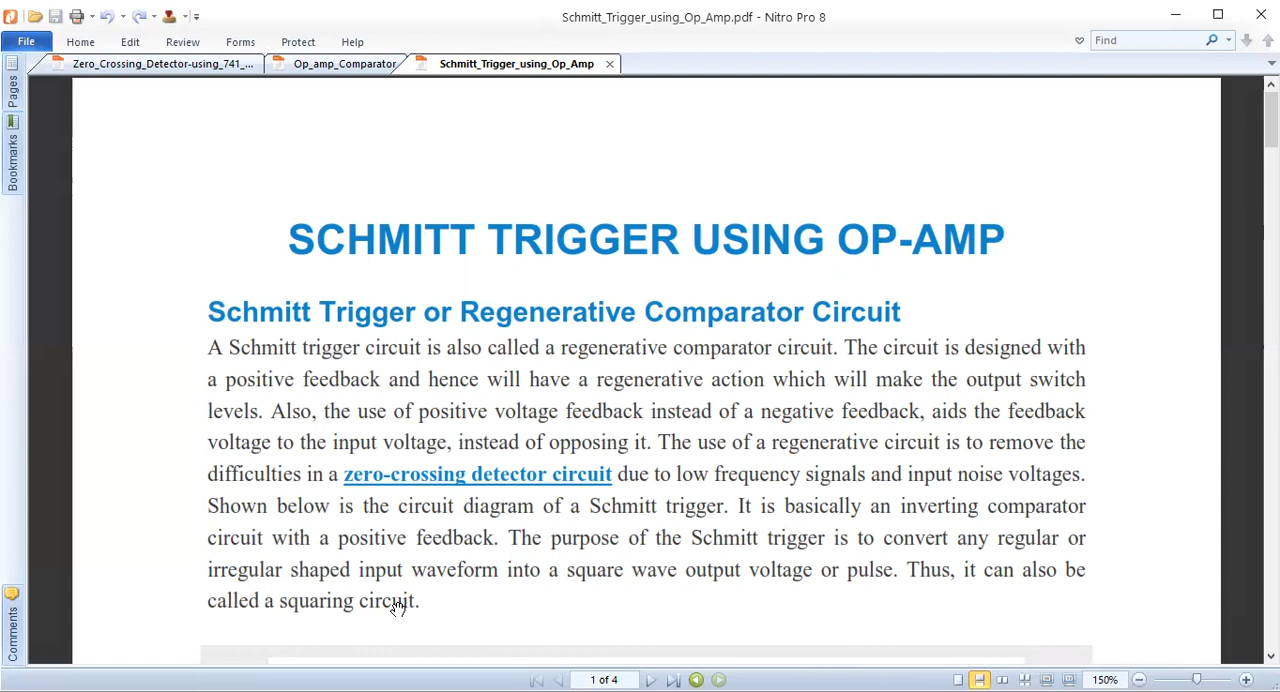 Schmitt_Trigger_using_Op_Amp.pdf - Nitro Pro 8
File Home Edit Review Forms Protect Help Find
Zero_Crossing_Detector-using_741_... Op_amp_Comparator Schmitt_Trigger_using_Op_Amp
Pages
Bookmarks
SCHMITT TRIGGER USING OP-AMP
Schmitt Trigger or Regenerative Comparator Circuit
A Schmitt trigger circuit is also called a regenerative comparator circuit. The circuit is designed with
a positive feedback and hence will have a regenerative action which will make the output switch
levels. Also, the use of positive voltage feedback instead of a negative feedback, aids the feedback
voltage to the input voltage, instead of opposing it. The use of a regenerative circuit is to remove the
difficulties in a zero-crossing detector circuit due to low frequency signals and input noise voltages.
Shown below is the circuit diagram of a Schmitt trigger. It is basically an inverting comparator
circuit with a positive feedback. The purpose of the Schmitt trigger is to convert any regular or
irregular shaped input waveform into a square wave output voltage or pulse. Thus, it can also be
called a squaring circuit.
Comments
1 of 4
150%